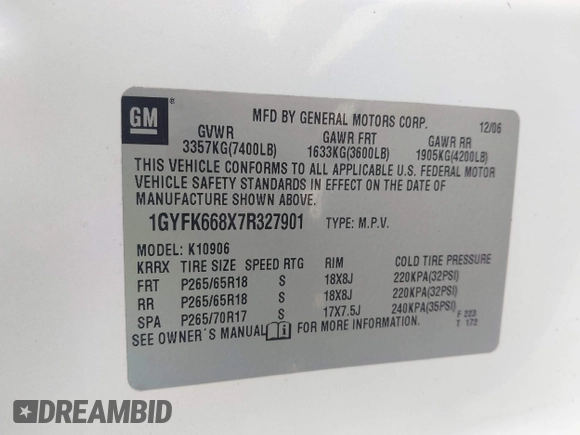 GM ®
MFD BY GENERAL MOTORS CORP. 12/06
GVWR GAWR FRT GAWR RR
3357KG(7400LB) 1633KG(3600LB) 1905KG(4200LB)
THIS VEHICLE CONFORMS TO ALL APPLICABLE U.S. FEDERAL MOTOR
VEHICLE SAFETY STANDARDS IN EFFECT ON THE DATE OF
MANUFACTURE SHOWN ABOVE.
1GYFK668X7R327901 TYPE: M.P.V.
MODEL: K10906
KRRX TIRE SIZE SPEED RTG RIM COLD TIRE PRESSURE
FRT P265/65R18 S 18X8J 220KPA(32PSI)
RR P265/65R18 S 18X8J 220KPA(32PSI)
SPA P265/70R17 S 17X7.5J 240KPA(35PSI)
SEE OWNER'S MANUAL FOR MORE INFORMATION.
F 223
T 172
DREAMBID